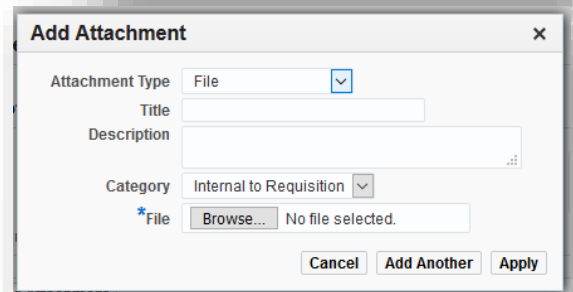 Add Attachment ×
Attachment Type File
Title
Description
Category Internal to Requisition
*File Browse... No file selected.
Cancel Add Another Apply